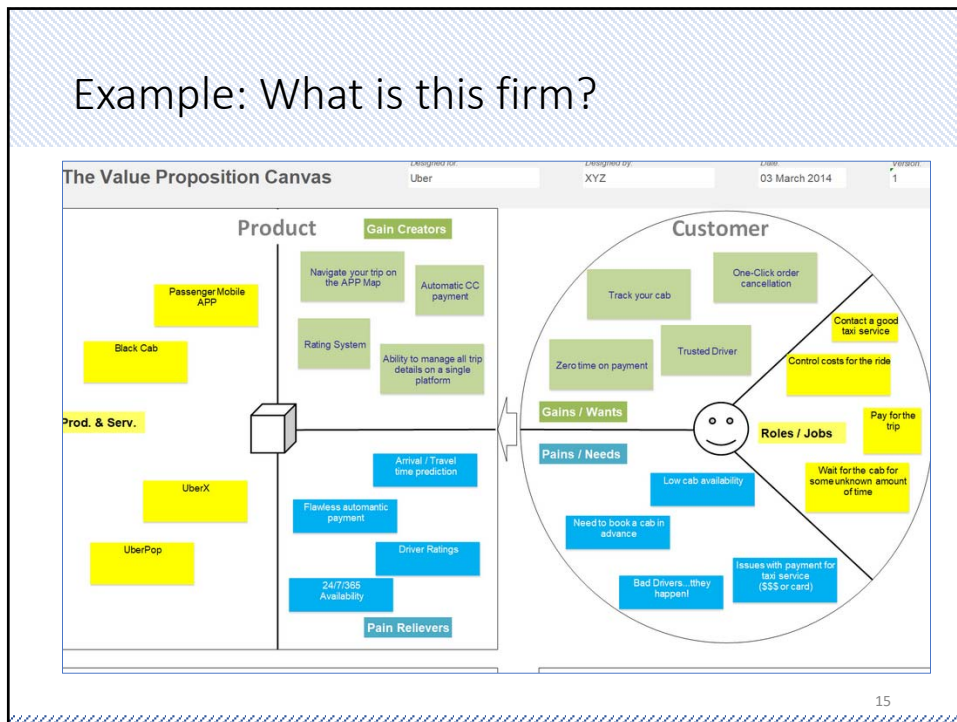 Example: What is this firm?
The Value Proposition Canvas
Designed for:
Uber
Designed by:
XYZ
Date:
03 March 2014
Version:
1
Product
Gain Creators
Navigate your trip on
the APP Map
Automatic CC
payment
Rating System
Ability to manage all trip
details on a single
platform
Passenger Mobile
APP
Black Cab
Prod. & Serv.
UberX
UberPop
Arrival / Travel
time prediction
Flawless automantic
payment
Driver Ratings
24/7/365
Availability
Pain Relievers
Customer
One-Click order
cancellation
Track your cab
Trusted Driver
Zero time on payment
Gains / Wants
Contact a good
taxi service
Control costs for the ride
Pay for the
trip
Roles / Jobs
Wait for the cab for
some unknown amount
of time
Pains / Needs
Low cab availability
Need to book a cab in
advance
Bad Drivers...tthey
happen!
Issues with payment for
taxi service
($$$ or card)
15